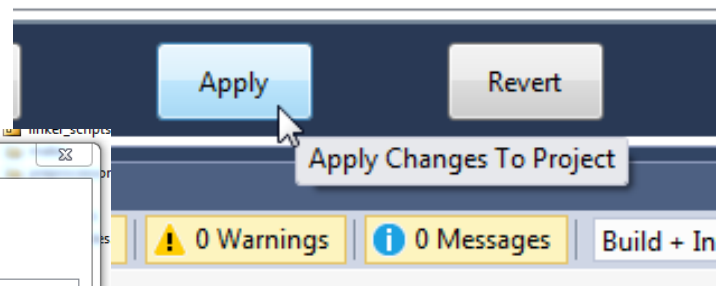 Apply
Revert
linker_scripts
Apply Changes To Project
0 Warnings
0 Messages
Build + In